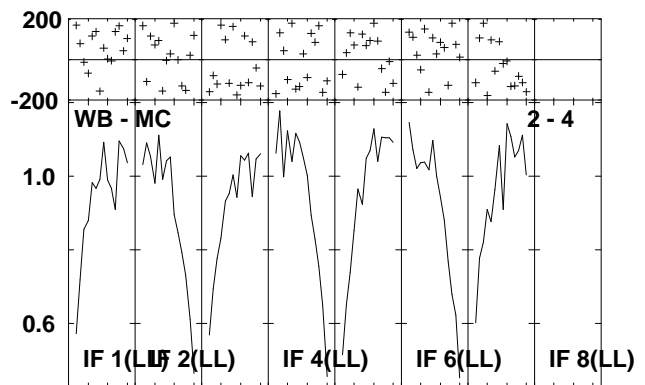 200
-200
WB - MC 2 - 4
1.0
0.6
IF 1(LL) IF 2(LL) IF 4(LL) IF 6(LL) IF 8(LL)